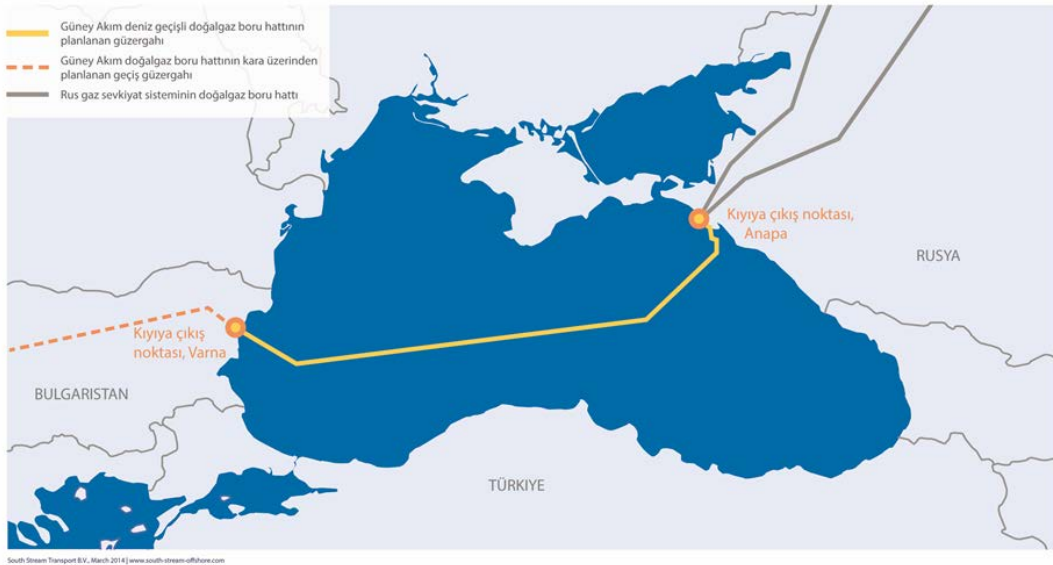 Güney Akım deniz geçişli doğalgaz boru hattının
planlanan güzergahı
Güney Akım doğalgaz boru hattının kara üzerinden
planlanan geçiş güzergahı
Rus gaz sevkiyat sisteminin doğalgaz boru hattı
Kıyıya çıkış noktası,
Anapa
RUSYA
Kıyıya çıkış
noktası, Varna
BULGARISTAN
TÜRKIYE
South Stream Transport B.V., March 2014 | www.south-stream-offshore.com